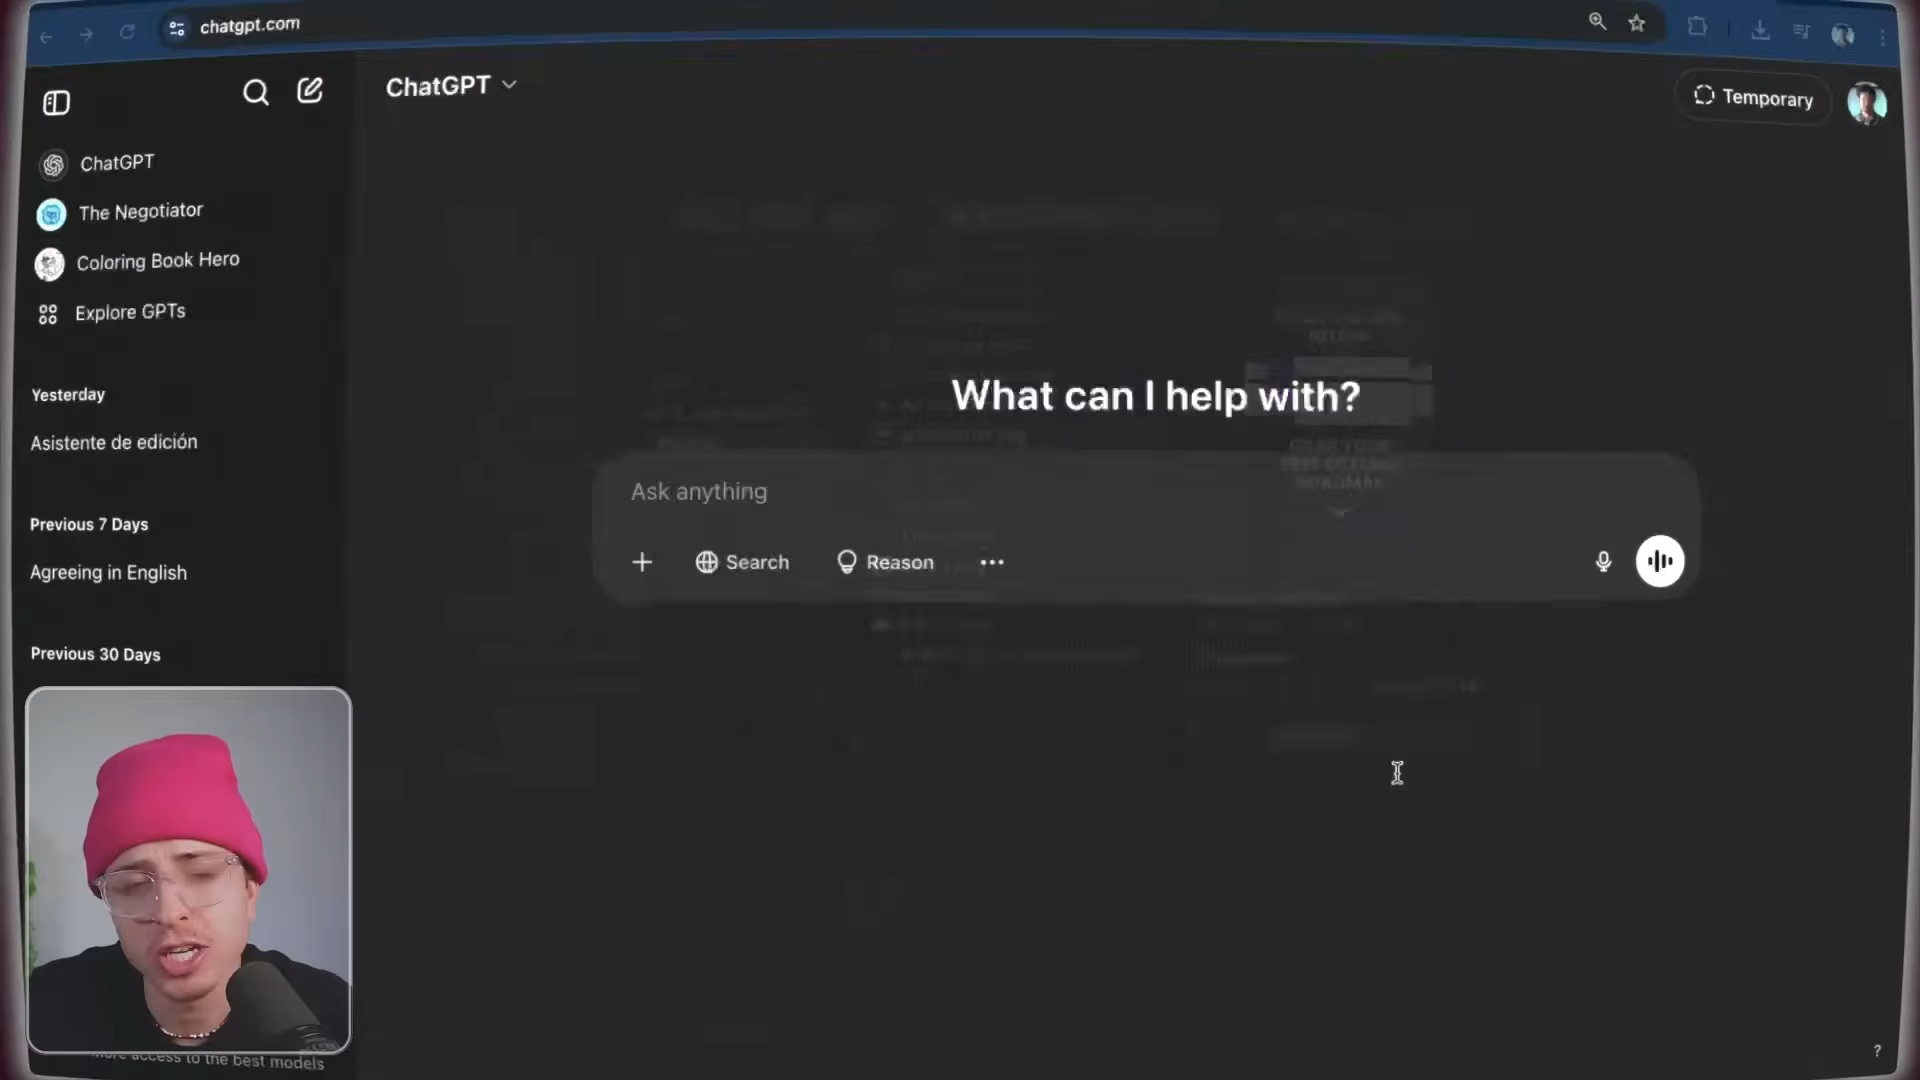 chatgpt.com
ChatGPT
Temporary
ChatGPT
The Negotiator
Coloring Book Hero
Explore GPTs
Yesterday
Asistente de edición
Previous 7 Days
Agreeing in English
Previous 30 Days
What can I help with?
Ask anything
Search
Reason
access to the best models
?